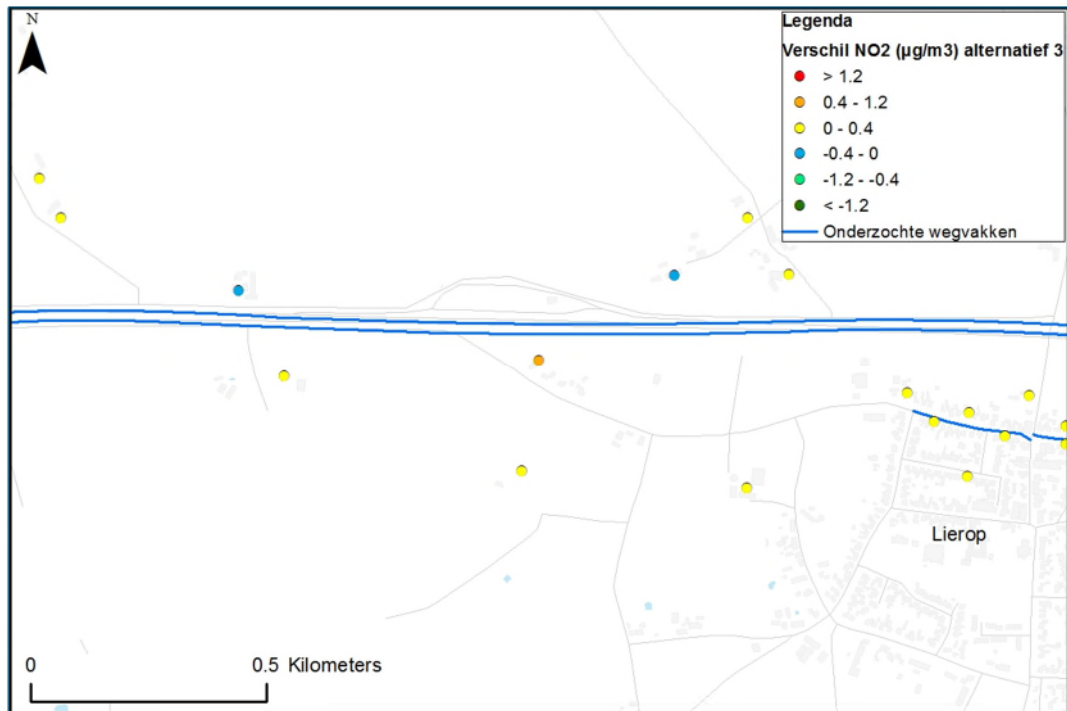 N
Legenda
Verschil NO2 (µg/m3) alternatief 3
> 1.2
0.4 - 1.2
0 - 0.4
-0.4 - 0
-1.2 - -0.4
< -1.2
Onderzochte wegvakken
Lierop
0 0.5 Kilometers